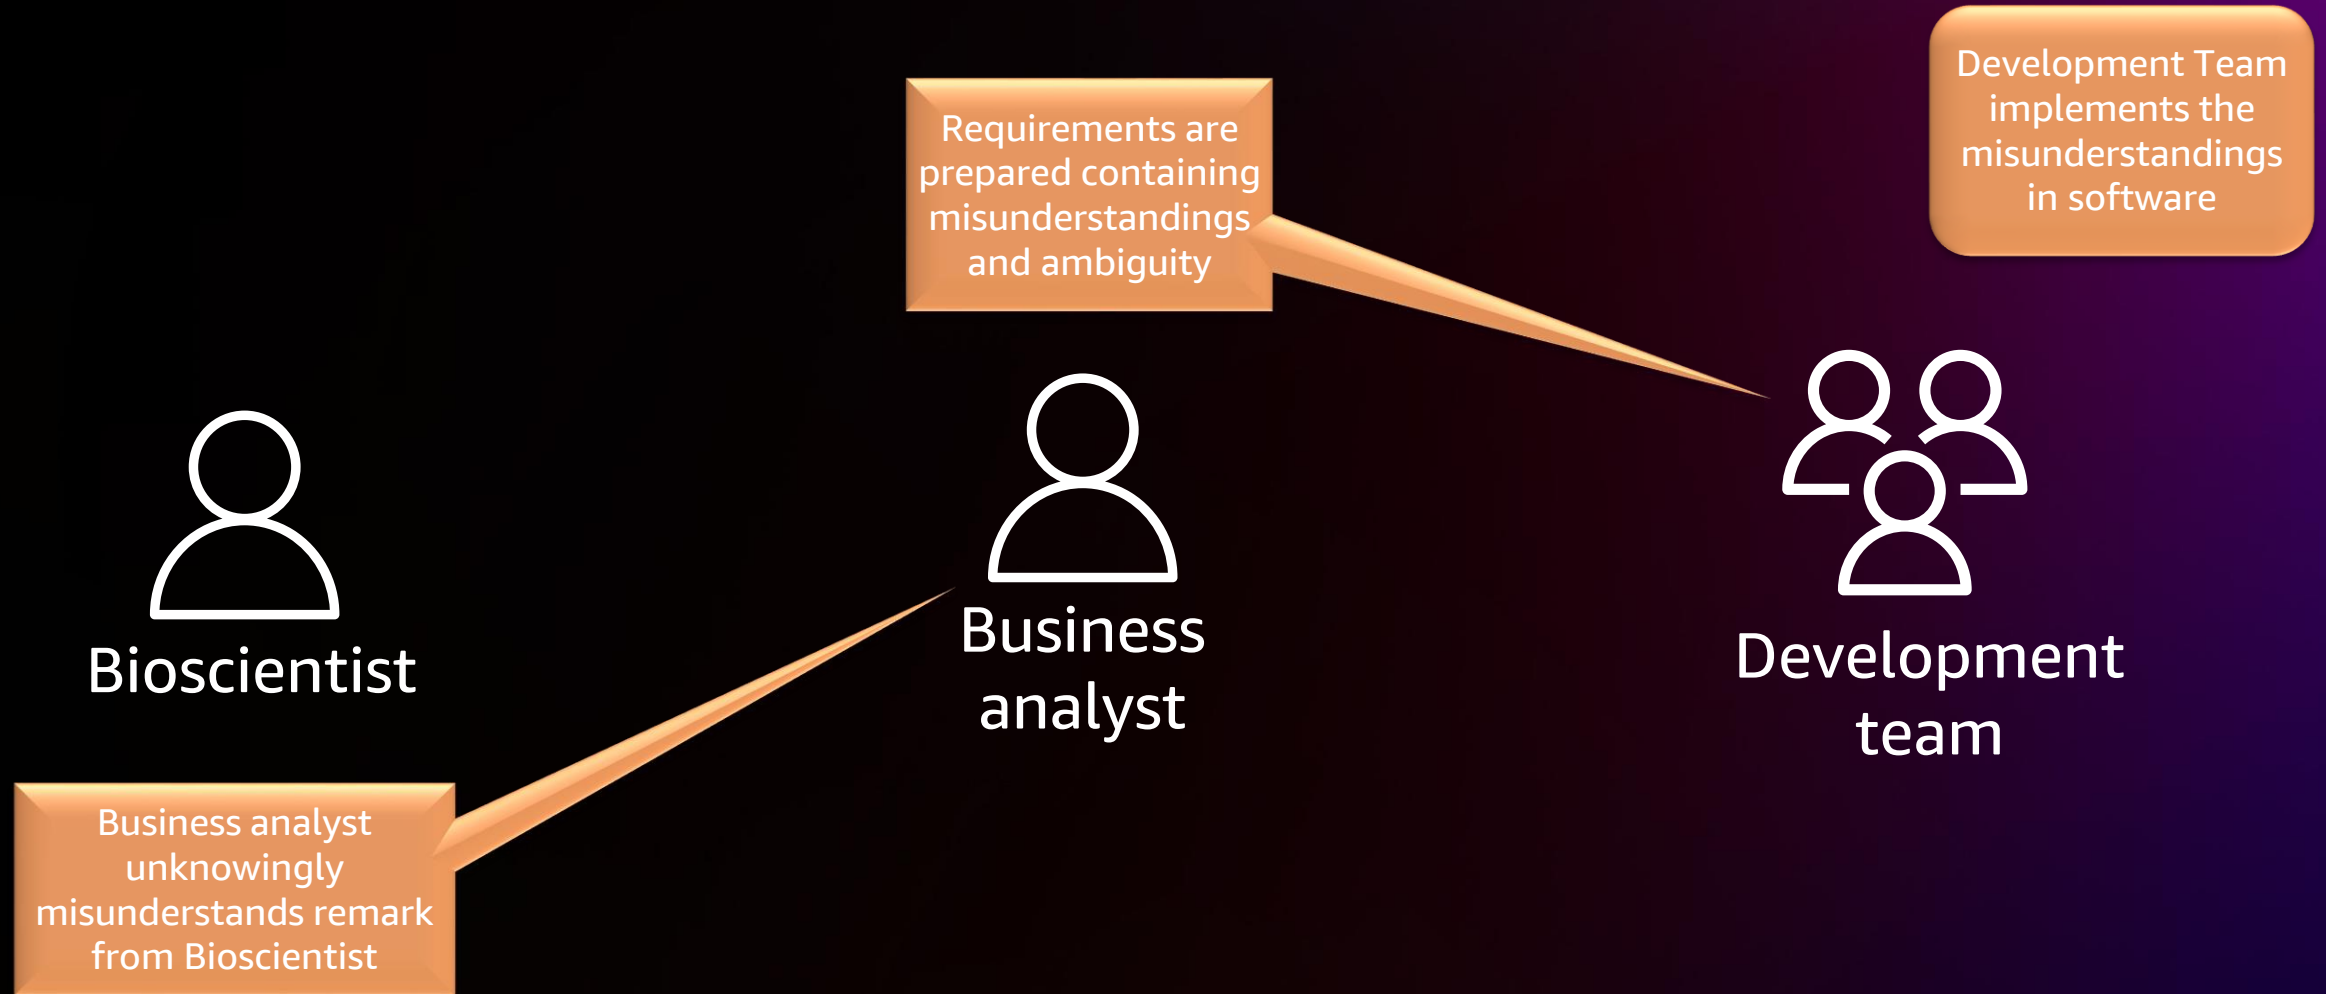 Development Team
implements the
misunderstandings
in software
Requirements are
prepared containing
misunderstandings
and ambiguity
Bioscientist
Business
analyst
Development
team
Business analyst
unknowingly
misunderstands remark
from Bioscientist